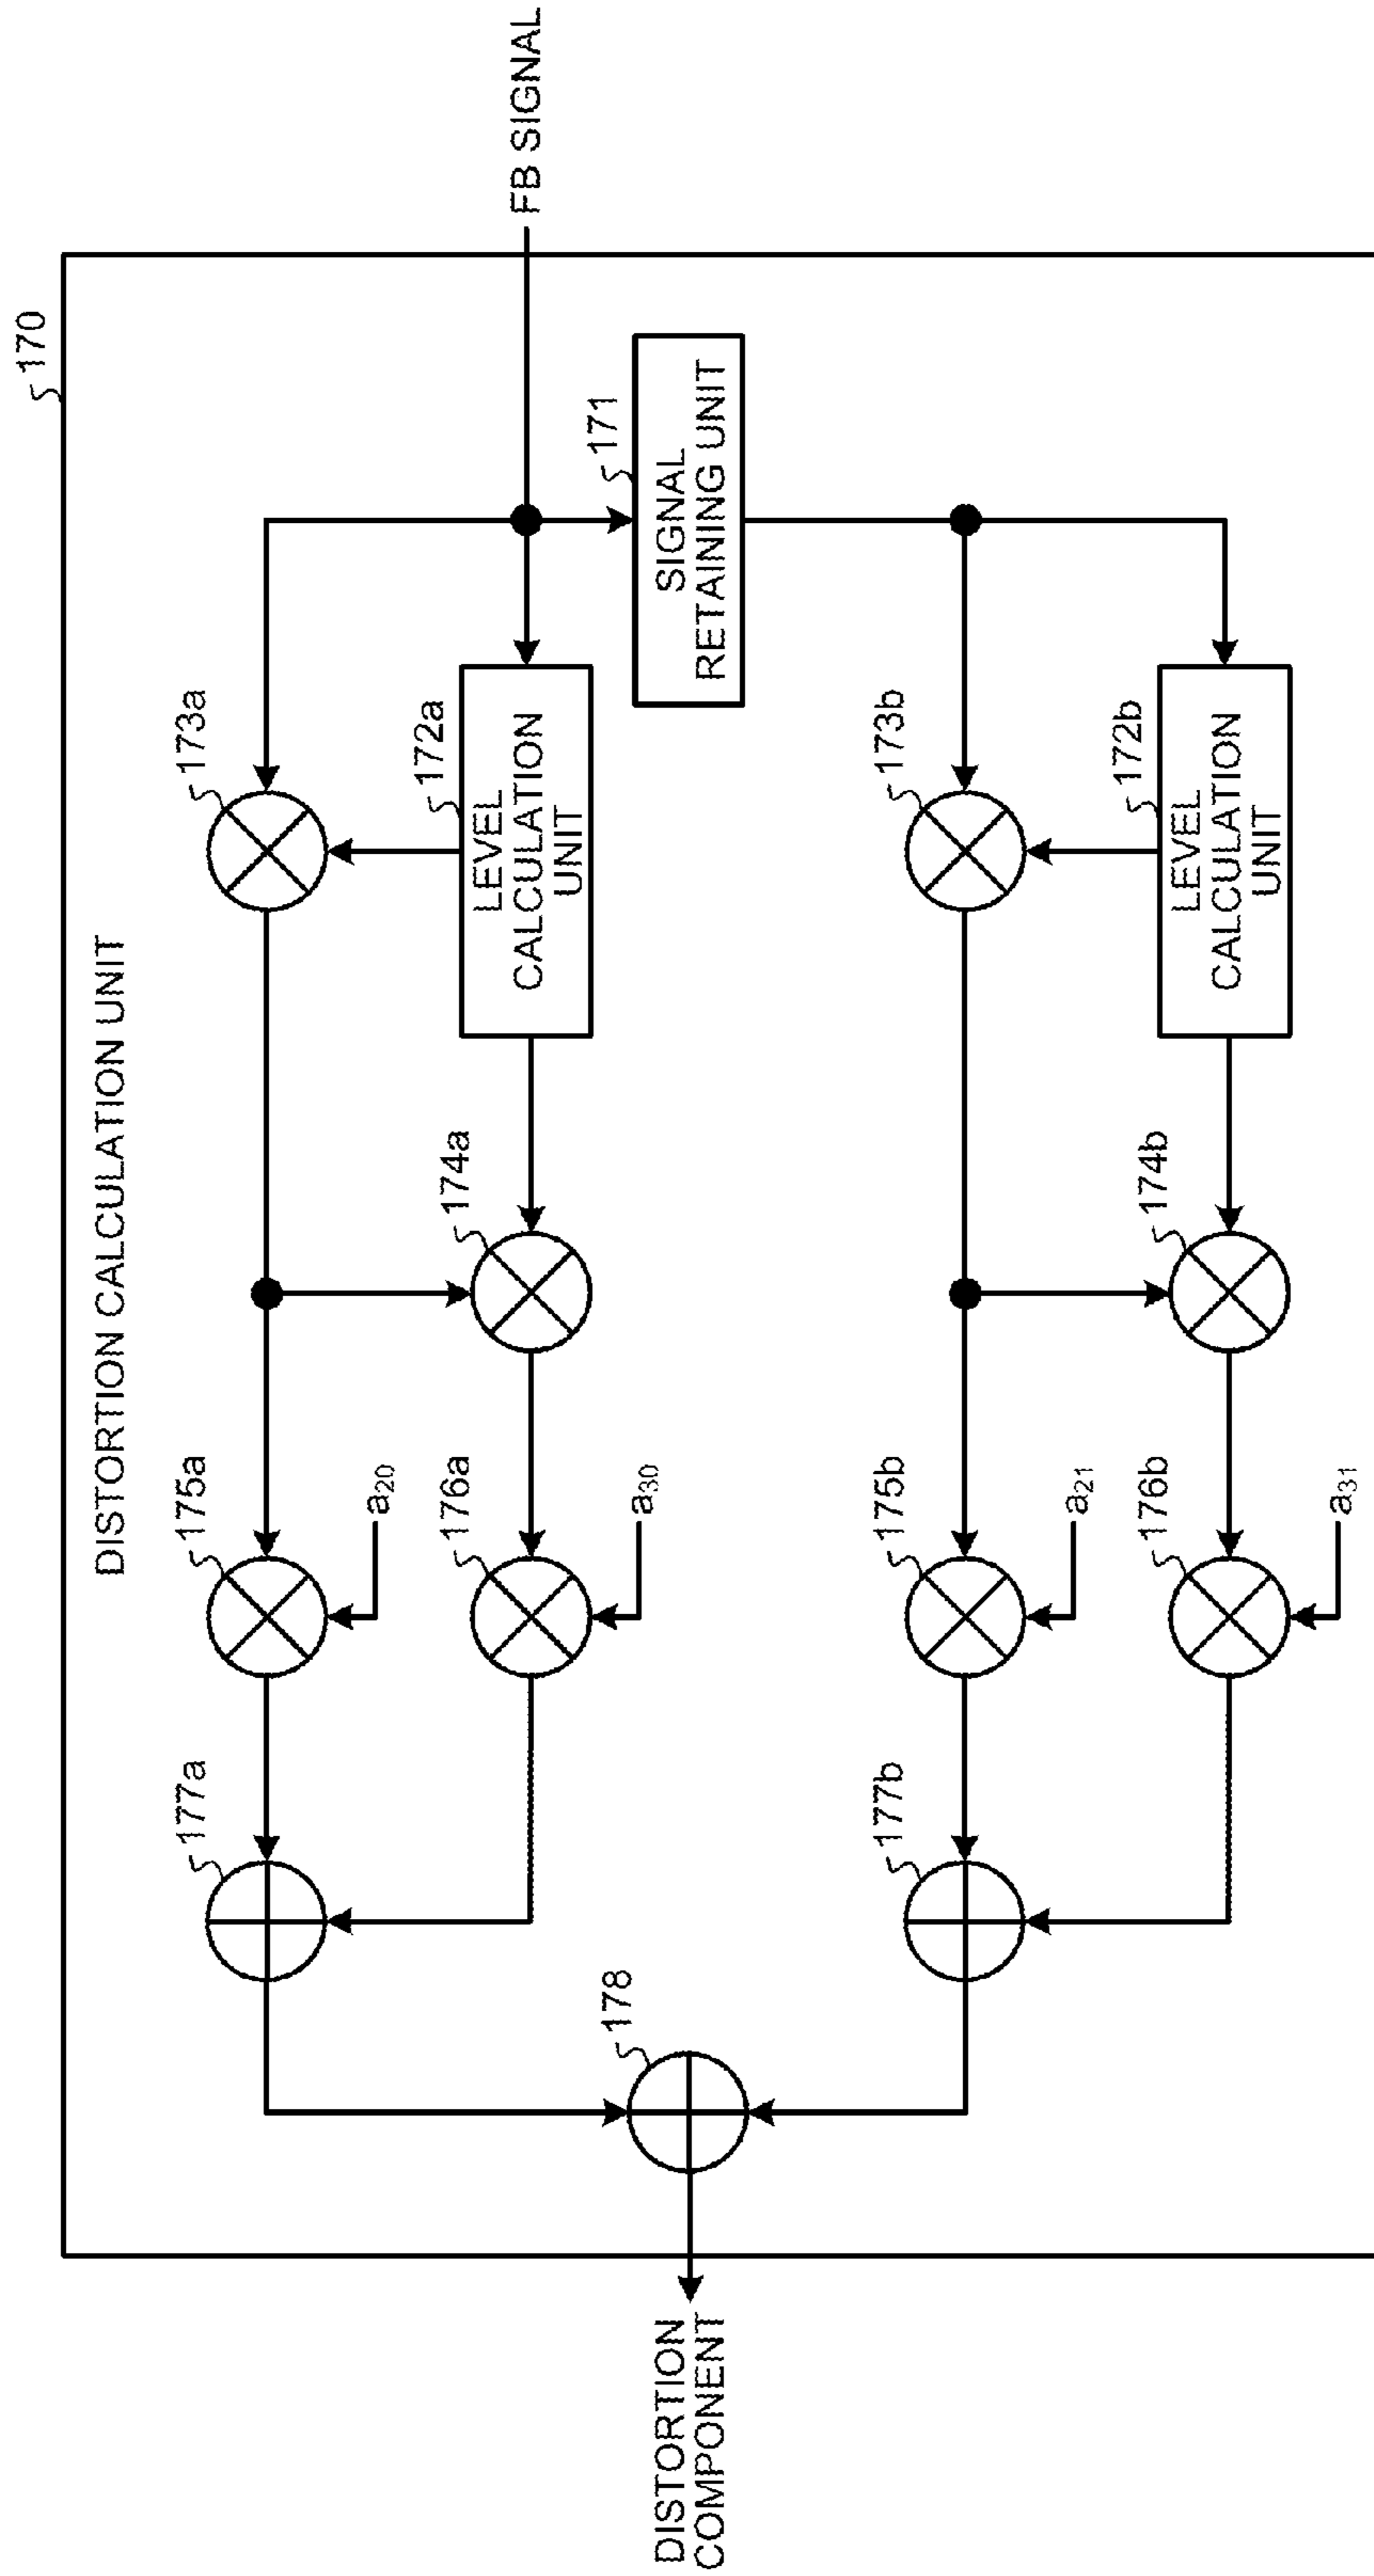 170
DISTORTION CALCULATION UNIT
FB SIGNAL
171
SIGNAL
RETAINING UNIT
173a
172a
LEVEL
CALCULATION
UNIT
174a
175a
a20
176a
a30
177a
173b
172b
LEVEL
CALCULATION
UNIT
174b
175b
a21
176b
a31
177b
178
DISTORTION
COMPONENT